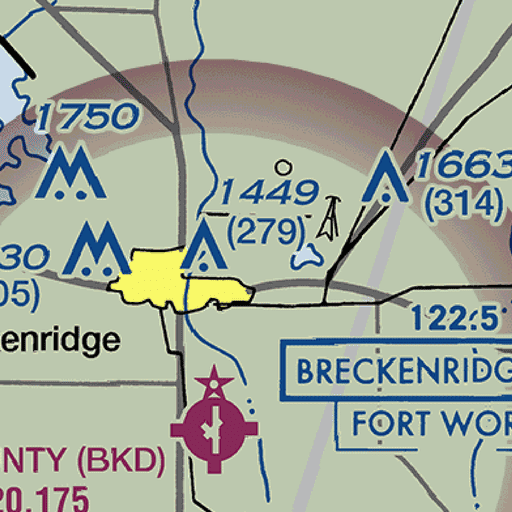 1750
1449
(279)
1663
(314)
30
05)
enridge
122.5
BRECKENRIDG
FORT WOR
NTY (BKD)
20.175